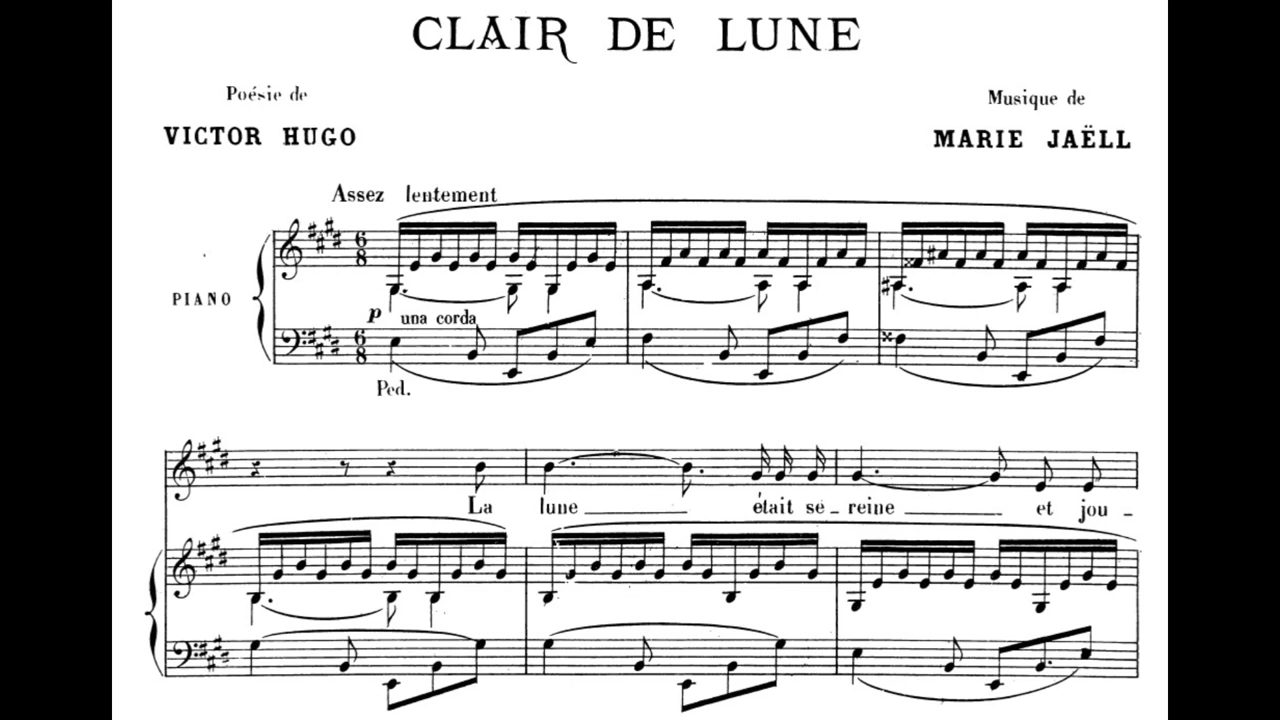 CLAIR DE LUNE
Poésie de
VICTOR HUGO
Musique de
MARIE JAËLL
Assez lentement
PIANO
p una corda
Ped.
La lune était se - reine et jou -